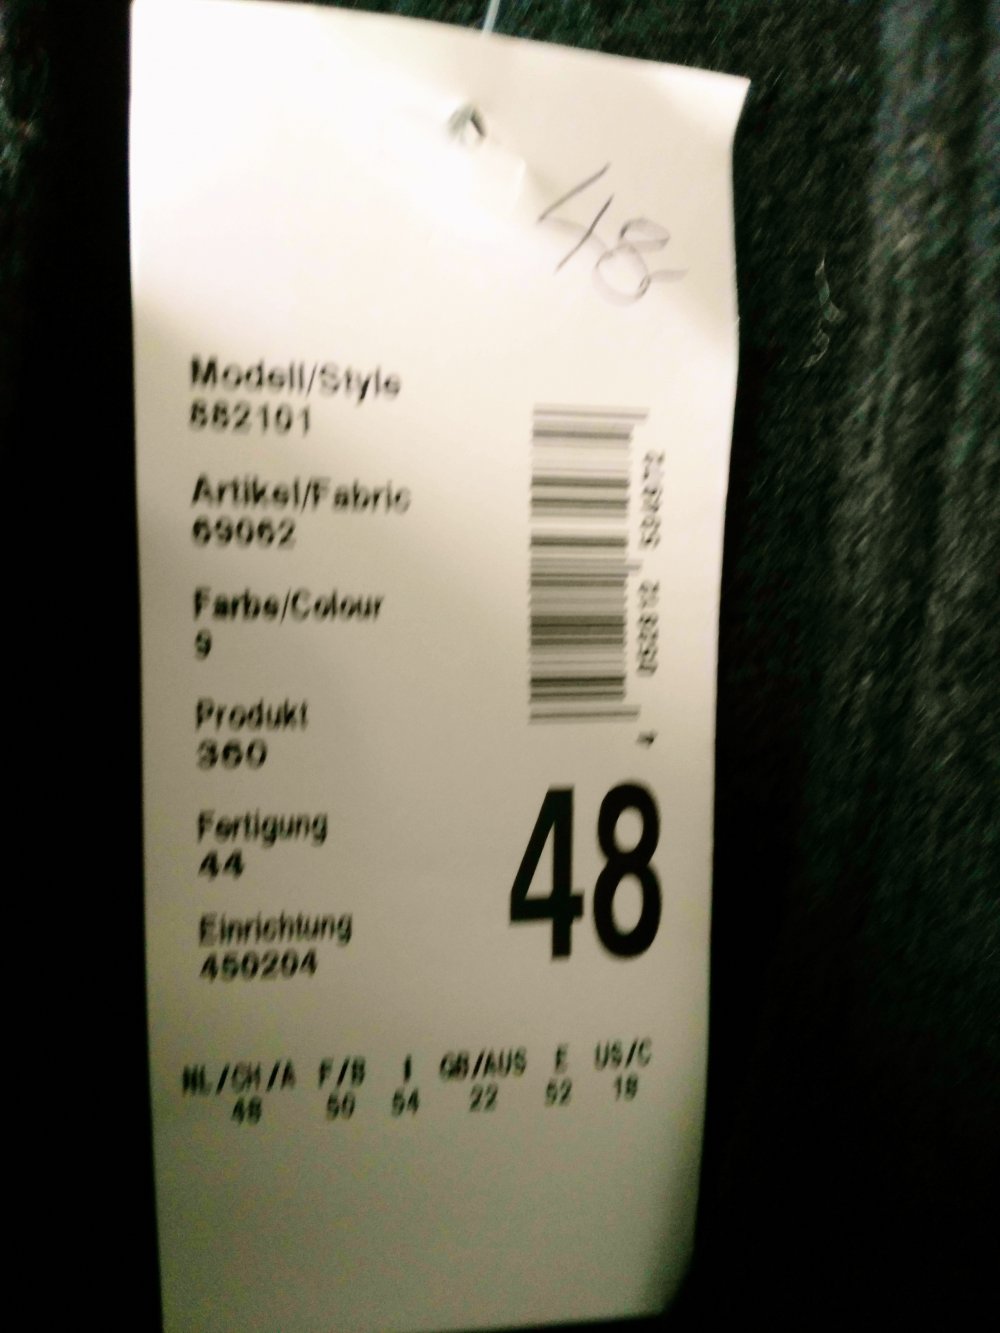 48
Modell/Style
882101
Artikel/Fabric
69062
Farbe/Colour
9
Produkt
360
Fertigung
44
Einrichtung
450204
48
NL/CH/A F/B I GB/AUS E US/C
48 50 54 22 52 18